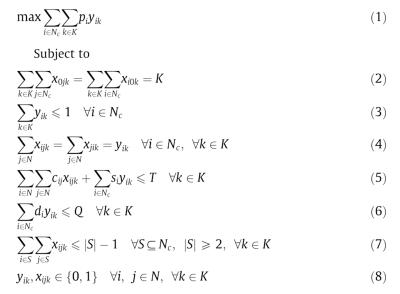 max ∑_{i∈N_c} ∑_{k∈K} p_i y_{ik} (1)
Subject to
∑_{k∈K} ∑_{j∈N_c} x_{0jk} = ∑_{k∈K} ∑_{i∈N_c} x_{i0k} = K (2)
∑_{k∈K} y_{ik} ⩽ 1 ∀i ∈ N_c (3)
∑_{j∈N} x_{ijk} = ∑_{j∈N} x_{jik} = y_{ik} ∀i ∈ N_c, ∀k ∈ K (4)
∑_{i∈N} ∑_{j∈N} c_{ij} x_{ijk} + ∑_{i∈N_c} s_i y_{ik} ⩽ T ∀k ∈ K (5)
∑_{i∈N_c} d_i y_{ik} ⩽ Q ∀k ∈ K (6)
∑_{i∈S} ∑_{j∈S} x_{ijk} ⩽ |S| − 1 ∀S ⊆ N_c, |S| ⩾ 2, ∀k ∈ K (7)
y_{ik}, x_{ijk} ∈ {0, 1} ∀i, j ∈ N, ∀k ∈ K (8)